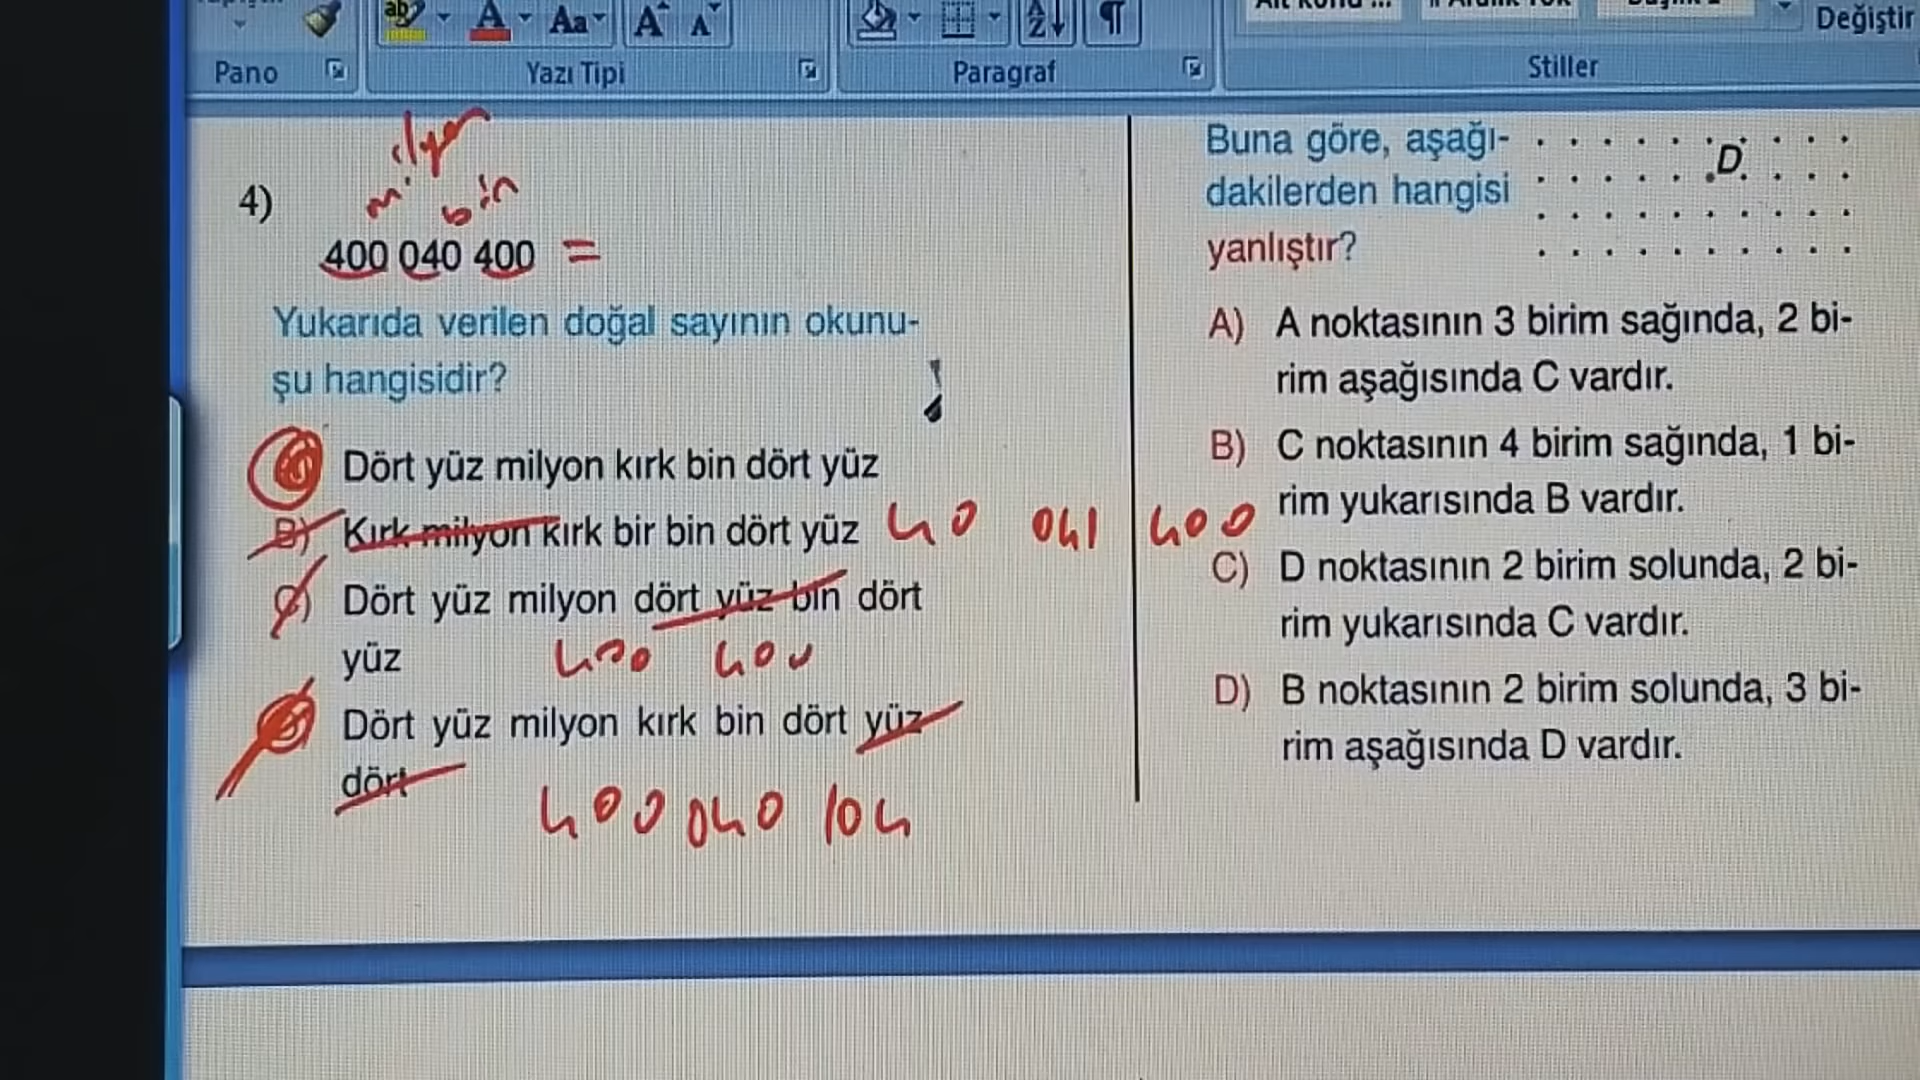 Pano
Yazı Tipi
Paragraf
Stiller
Değiştir
milyon
bin
4)
400 040 400 =
Yukarıda verilen doğal sayının okunu-
şu hangisidir?
Dört yüz milyon kırk bin dört yüz
B) Kırk milyon kırk bir bin dört yüz 40 041 400
C) Dört yüz milyon dört yüz bin dört
yüz 400 400
Dört yüz milyon kırk bin dört yüz
dört
400 040 104
Buna göre, aşağı-
dakilerden hangisi
yanlıştır?
D
A) A noktasının 3 birim sağında, 2 bi-
rim aşağısında C vardır.
B) C noktasının 4 birim sağında, 1 bi-
rim yukarısında B vardır.
C) D noktasının 2 birim solunda, 2 bi-
rim yukarısında C vardır.
D) B noktasının 2 birim solunda, 3 bi-
rim aşağısında D vardır.